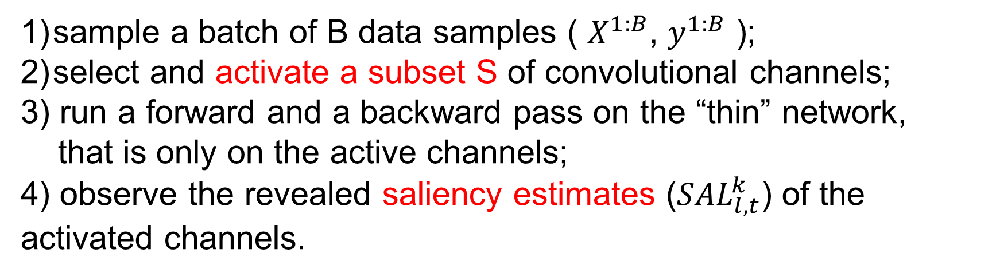 1)sample a batch of B data samples ( X^{1:B}, y^{1:B} );
2)select and activate a subset S of convolutional channels;
3) run a forward and a backward pass on the “thin” network,
that is only on the active channels;
4) observe the revealed saliency estimates (SAL^{k}_{l,t}) of the
activated channels.